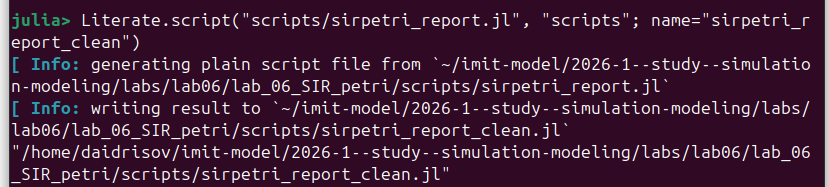 julia> Literate.script("scripts/sirpetri_report.jl", "scripts"; name="sirpetri_r
eport_clean")
[ Info: generating plain script file from `~/imit-model/2026-1--study--simulatio
n-modeling/labs/lab06/lab_06_SIR_petri/scripts/sirpetri_report.jl`
[ Info: writing result to `~/imit-model/2026-1--study--simulation-modeling/labs/
lab06/lab_06_SIR_petri/scripts/sirpetri_report_clean.jl`
"/home/daidrisov/imit-model/2026-1--study--simulation-modeling/labs/lab06/lab_06
_SIR_petri/scripts/sirpetri_report_clean.jl"